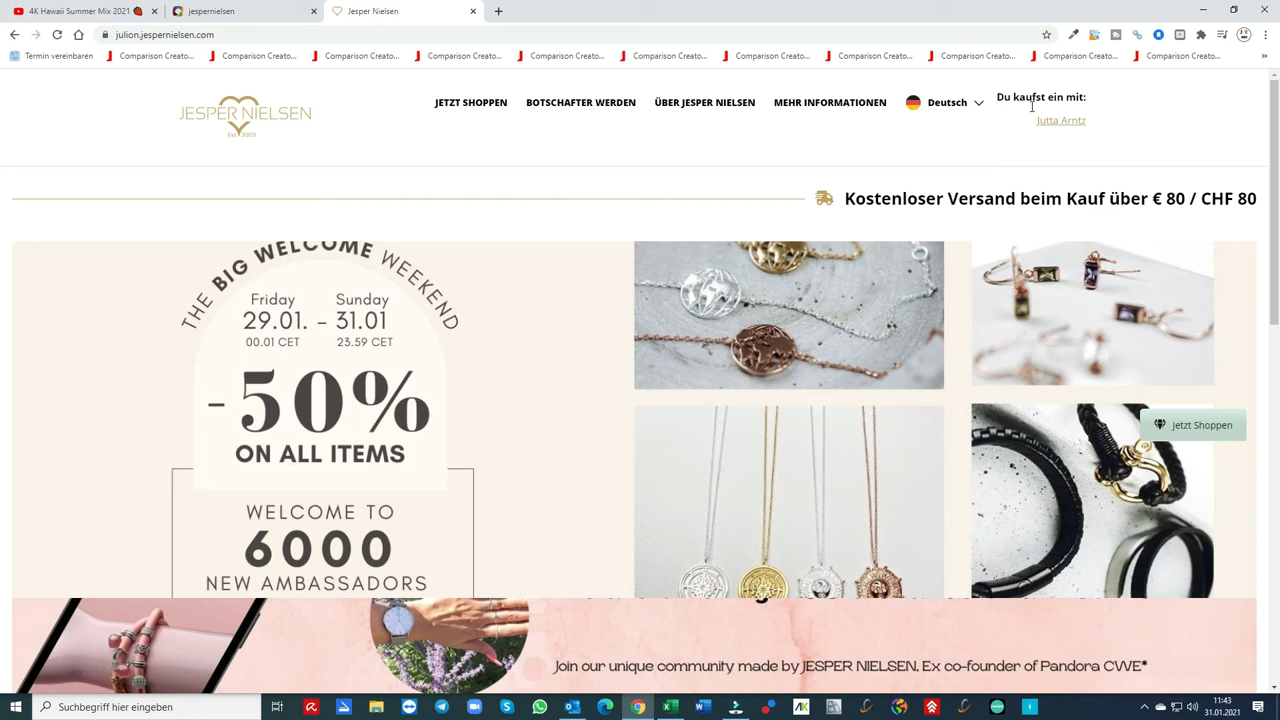 4K Hawaii Summer Mix 2021
jespernielsen
Jesper Nielsen
julion.jespernielsen.com
Termin vereinbaren
Comparison Creato...
Comparison Creato...
Comparison Creato...
Comparison Creato...
Comparison Creato...
Comparison Creato...
Comparison Creato...
Comparison Creato...
Comparison Creato...
Comparison Creato...
Comparison Creato...
JESPER NIELSEN
Est. 2003
JETZT SHOPPEN
BOTSCHAFTER WERDEN
ÜBER JESPER NIELSEN
MEHR INFORMATIONEN
Deutsch
Du kaufst ein mit:
Jutta Arntz
Kostenloser Versand beim Kauf über € 80 / CHF 80
THE BIG WELCOME WEEKEND
Friday Sunday
29.01. – 31.01
00.01 CET 23.59 CET
-50%
ON ALL ITEMS
WELCOME TO
6000
NEW AMBASSADORS
Jetzt Shoppen
Join our unique community made by JESPER NIELSEN, Ex co-founder of Pandora CWE*
Suchbegriff hier eingeben
11:43
31.01.2021